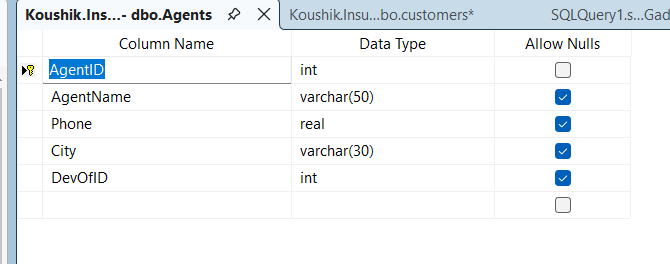 Koushik.Ins...- dbo.Agents Koushik.Insu...bo.customers* SQLQuery1.s...Gad
Column Name Data Type Allow Nulls
AgentID int
AgentName varchar(50)
Phone real
City varchar(30)
DevOfID int